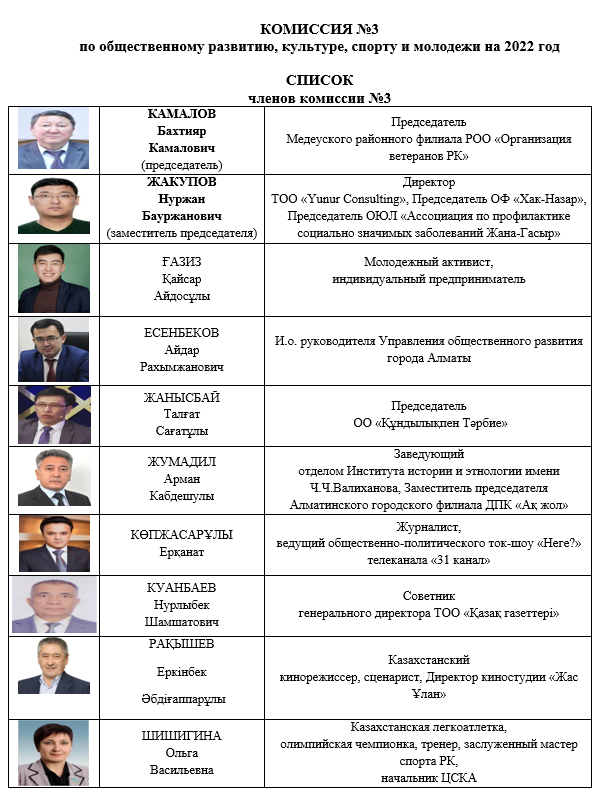 КОМИССИЯ №3
по общественному развитию, культуре, спорту и молодежи на 2022 год
СПИСОК
членов комиссии №3
КАМАЛОВ
Бахтияр
Камалович
(председатель)
Председатель
Медеуского районного филиала РОО «Организация
ветеранов РК»
ЖАКУПОВ
Нуржан
Бауржанович
(заместитель председателя)
Директор
ТОО «Yunur Consulting», Председатель ОФ «Хак-Назар»,
Председатель ОЮЛ «Ассоциация по профилактике
социально значимых заболеваний Жана-Гасыр»
ҒАЗИЗ
Қайсар
Айдосұлы
Молодежный активист,
индивидуальный предприниматель
ЕСЕНБЕКОВ
Айдар
Рахымжанович
И.о. руководителя Управления общественного развития
города Алматы
ЖАНЫСБАЙ
Талғат
Сағатұлы
Председатель
ОО «Құндылықпен Тәрбие»
ЖУМАДИЛ
Арман
Кабдешулы
Заведующий
отделом Института истории и этнологии имени
Ч.Ч.Валиханова, Заместитель председателя
Алматинского городского филиала ДПК «Ақ жол»
КӨПЖАСАРҰЛЫ
Ерқанат
Журналист,
ведущий общественно-политического ток-шоу «Неге?»
телеканала «31 канал»
КУАНБАЕВ
Нурлыбек
Шамшатович
Советник
генерального директора ТОО «Қазақ газеттері»
РАҚЫШЕВ
Еркінбек
Әбдіғаппарұлы
Казахстанский
кинорежиссер, сценарист, Директор киностудии «Жас
Ұлан»
ШИШИГИНА
Ольга
Васильевна
Казахстанская легкоатлетка,
олимпийская чемпионка, тренер, заслуженный мастер
спорта РК,
начальник ЦСКА